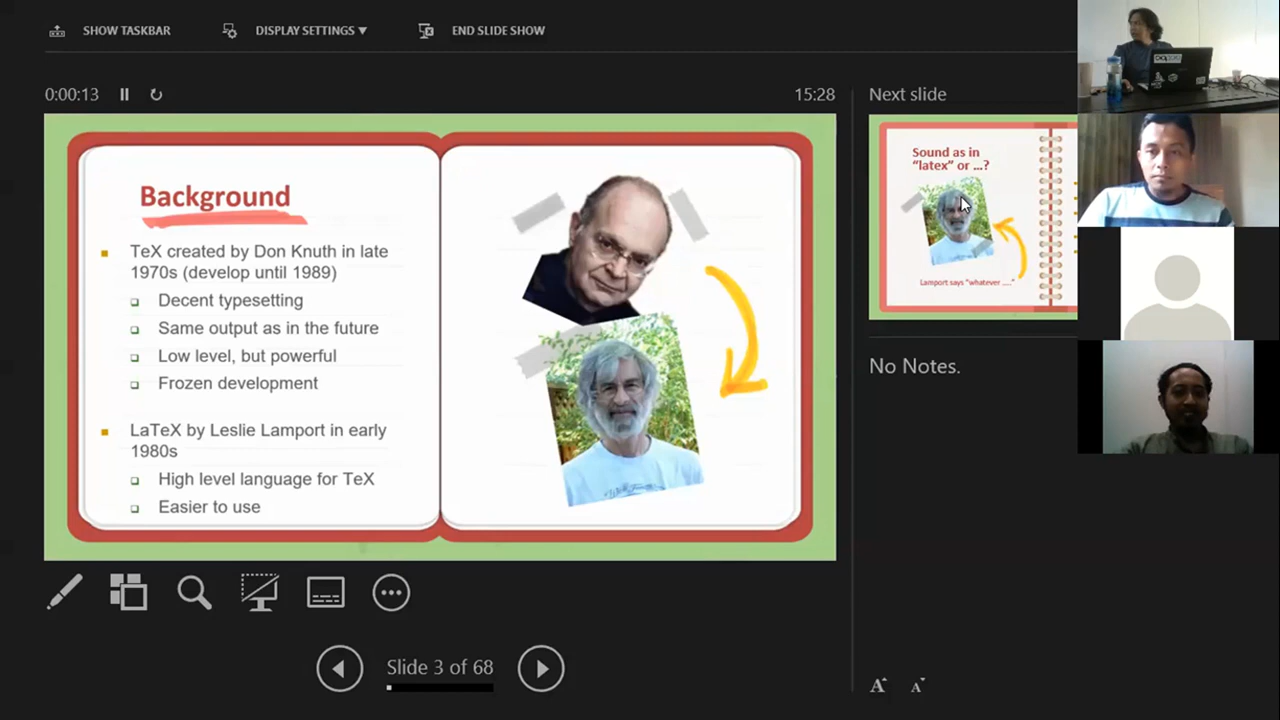 SHOW TASKBAR
DISPLAY SETTINGS ▼
END SLIDE SHOW
0:00:13
15:28
Next slide
Background
TeX created by Don Knuth in late
1970s (develop until 1989)
Decent typesetting
Same output as in the future
Low level, but powerful
Frozen development
LaTeX by Leslie Lamport in early
1980s
High level language for TeX
Easier to use
Sound as in
"latex" or ...?
Lamport says "whatever ...."
No Notes.
Slide 3 of 68
A A